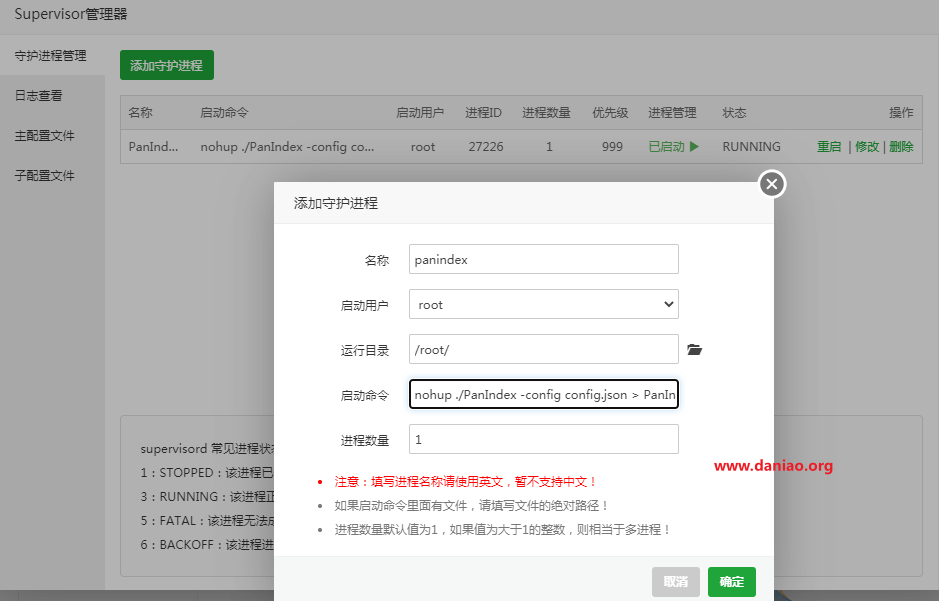 Supervisor管理器
守护进程管理
日志查看
主配置文件
子配置文件
添加守护进程
名称 启动命令 启动用户 进程ID 进程数量 优先级 进程管理 状态 操作
PanInd... nohup ./PanIndex -config co... root 27226 1 999 已启动 RUNNING 重启 | 修改 | 删除
添加守护进程
名称 panindex
启动用户 root
运行目录 /root/
启动命令 nohup ./PanIndex -config config.json > PanIn
进程数量 1
注意：填写进程名称请使用英文，暂不支持中文！
如果启动命令里面有文件，请填写文件的绝对路径！
进程数量默认值为1，如果值为大于1的整数，则相当于多进程！
取消 确定
supervisord 常见进程状
1：STOPPED：该进程已
3：RUNNING：该进程正
5：FATAL：该进程无法
6：BACKOFF：该进程进
www.daniao.org